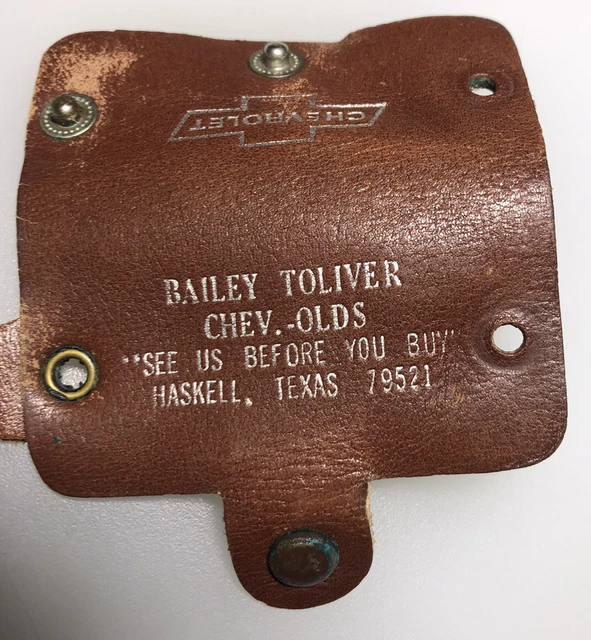 CHEVROLET
BAILEY TOLIVER
CHEV.-OLDS
"SEE US BEFORE YOU BUY"
HASKELL, TEXAS 79521